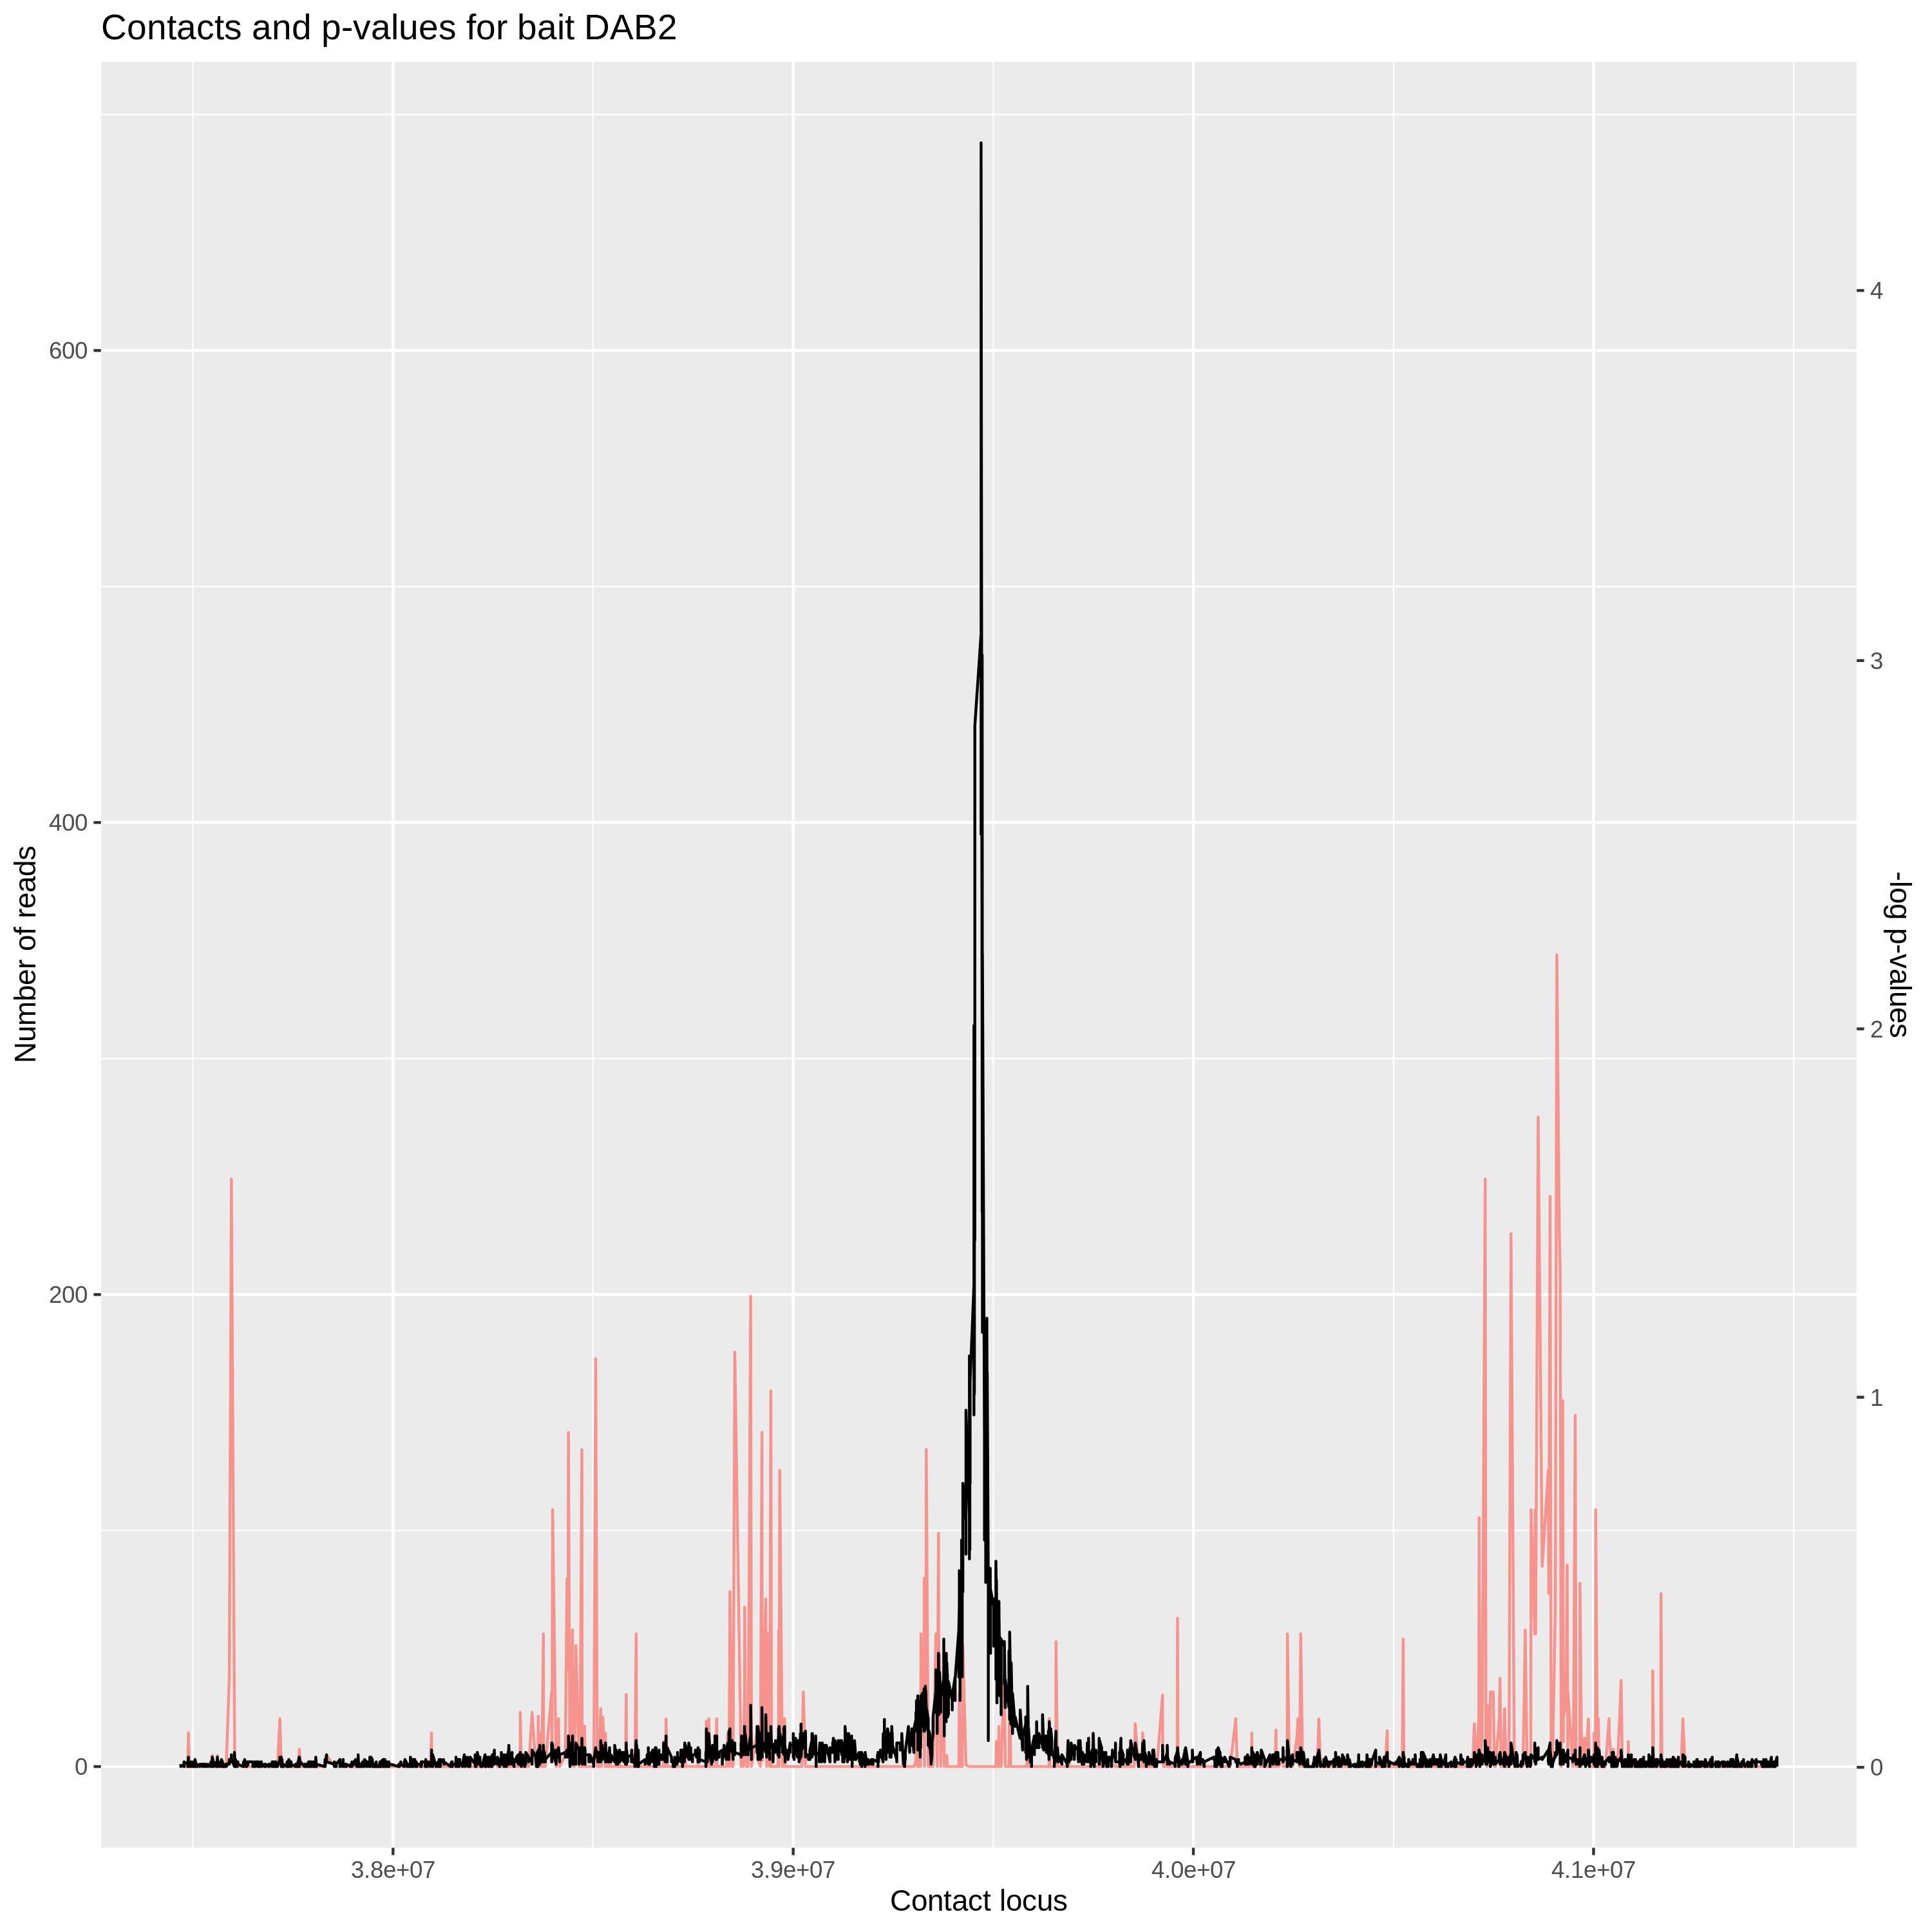 Contacts and p-values for bait DAB2
600
400
200
0
Number of reads
4
3
2
1
0
-log p-values
3.8e+07
3.9e+07
4.0e+07
4.1e+07
Contact locus